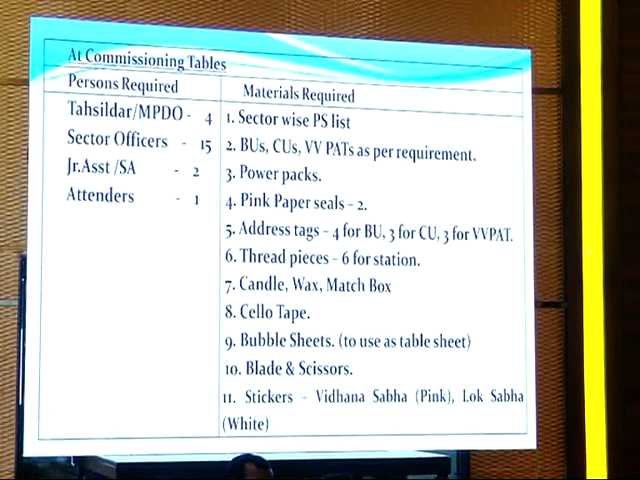 At Commissioning Tables
Persons Required
Materials Required
Tahsildar/MPDO - 4
Sector Officers - 15
Jr.Asst /SA - 2
Attenders - 1
1. Sector wise PS list
2. BUs, CUs, VV PATs as per requirement.
3. Power packs.
4. Pink Paper seals – 2.
5. Address tags – 4 for BU, 3 for CU, 3 for VVPAT.
6. Thread pieces – 6 for station.
7. Candle, Wax, Match Box
8. Cello Tape.
9. Bubble Sheets. (to use as table sheet)
10. Blade & Scissors.
11. Stickers – Vidhana Sabha (Pink), Lok Sabha
(White)